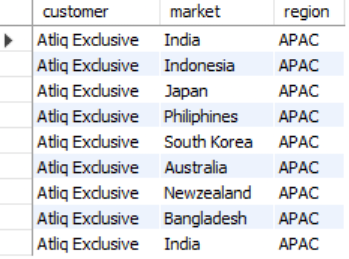 customer market region
Atliq Exclusive India APAC
Atliq Exclusive Indonesia APAC
Atliq Exclusive Japan APAC
Atliq Exclusive Philiphines APAC
Atliq Exclusive South Korea APAC
Atliq Exclusive Australia APAC
Atliq Exclusive Newzealand APAC
Atliq Exclusive Bangladesh APAC
Atliq Exclusive India APAC